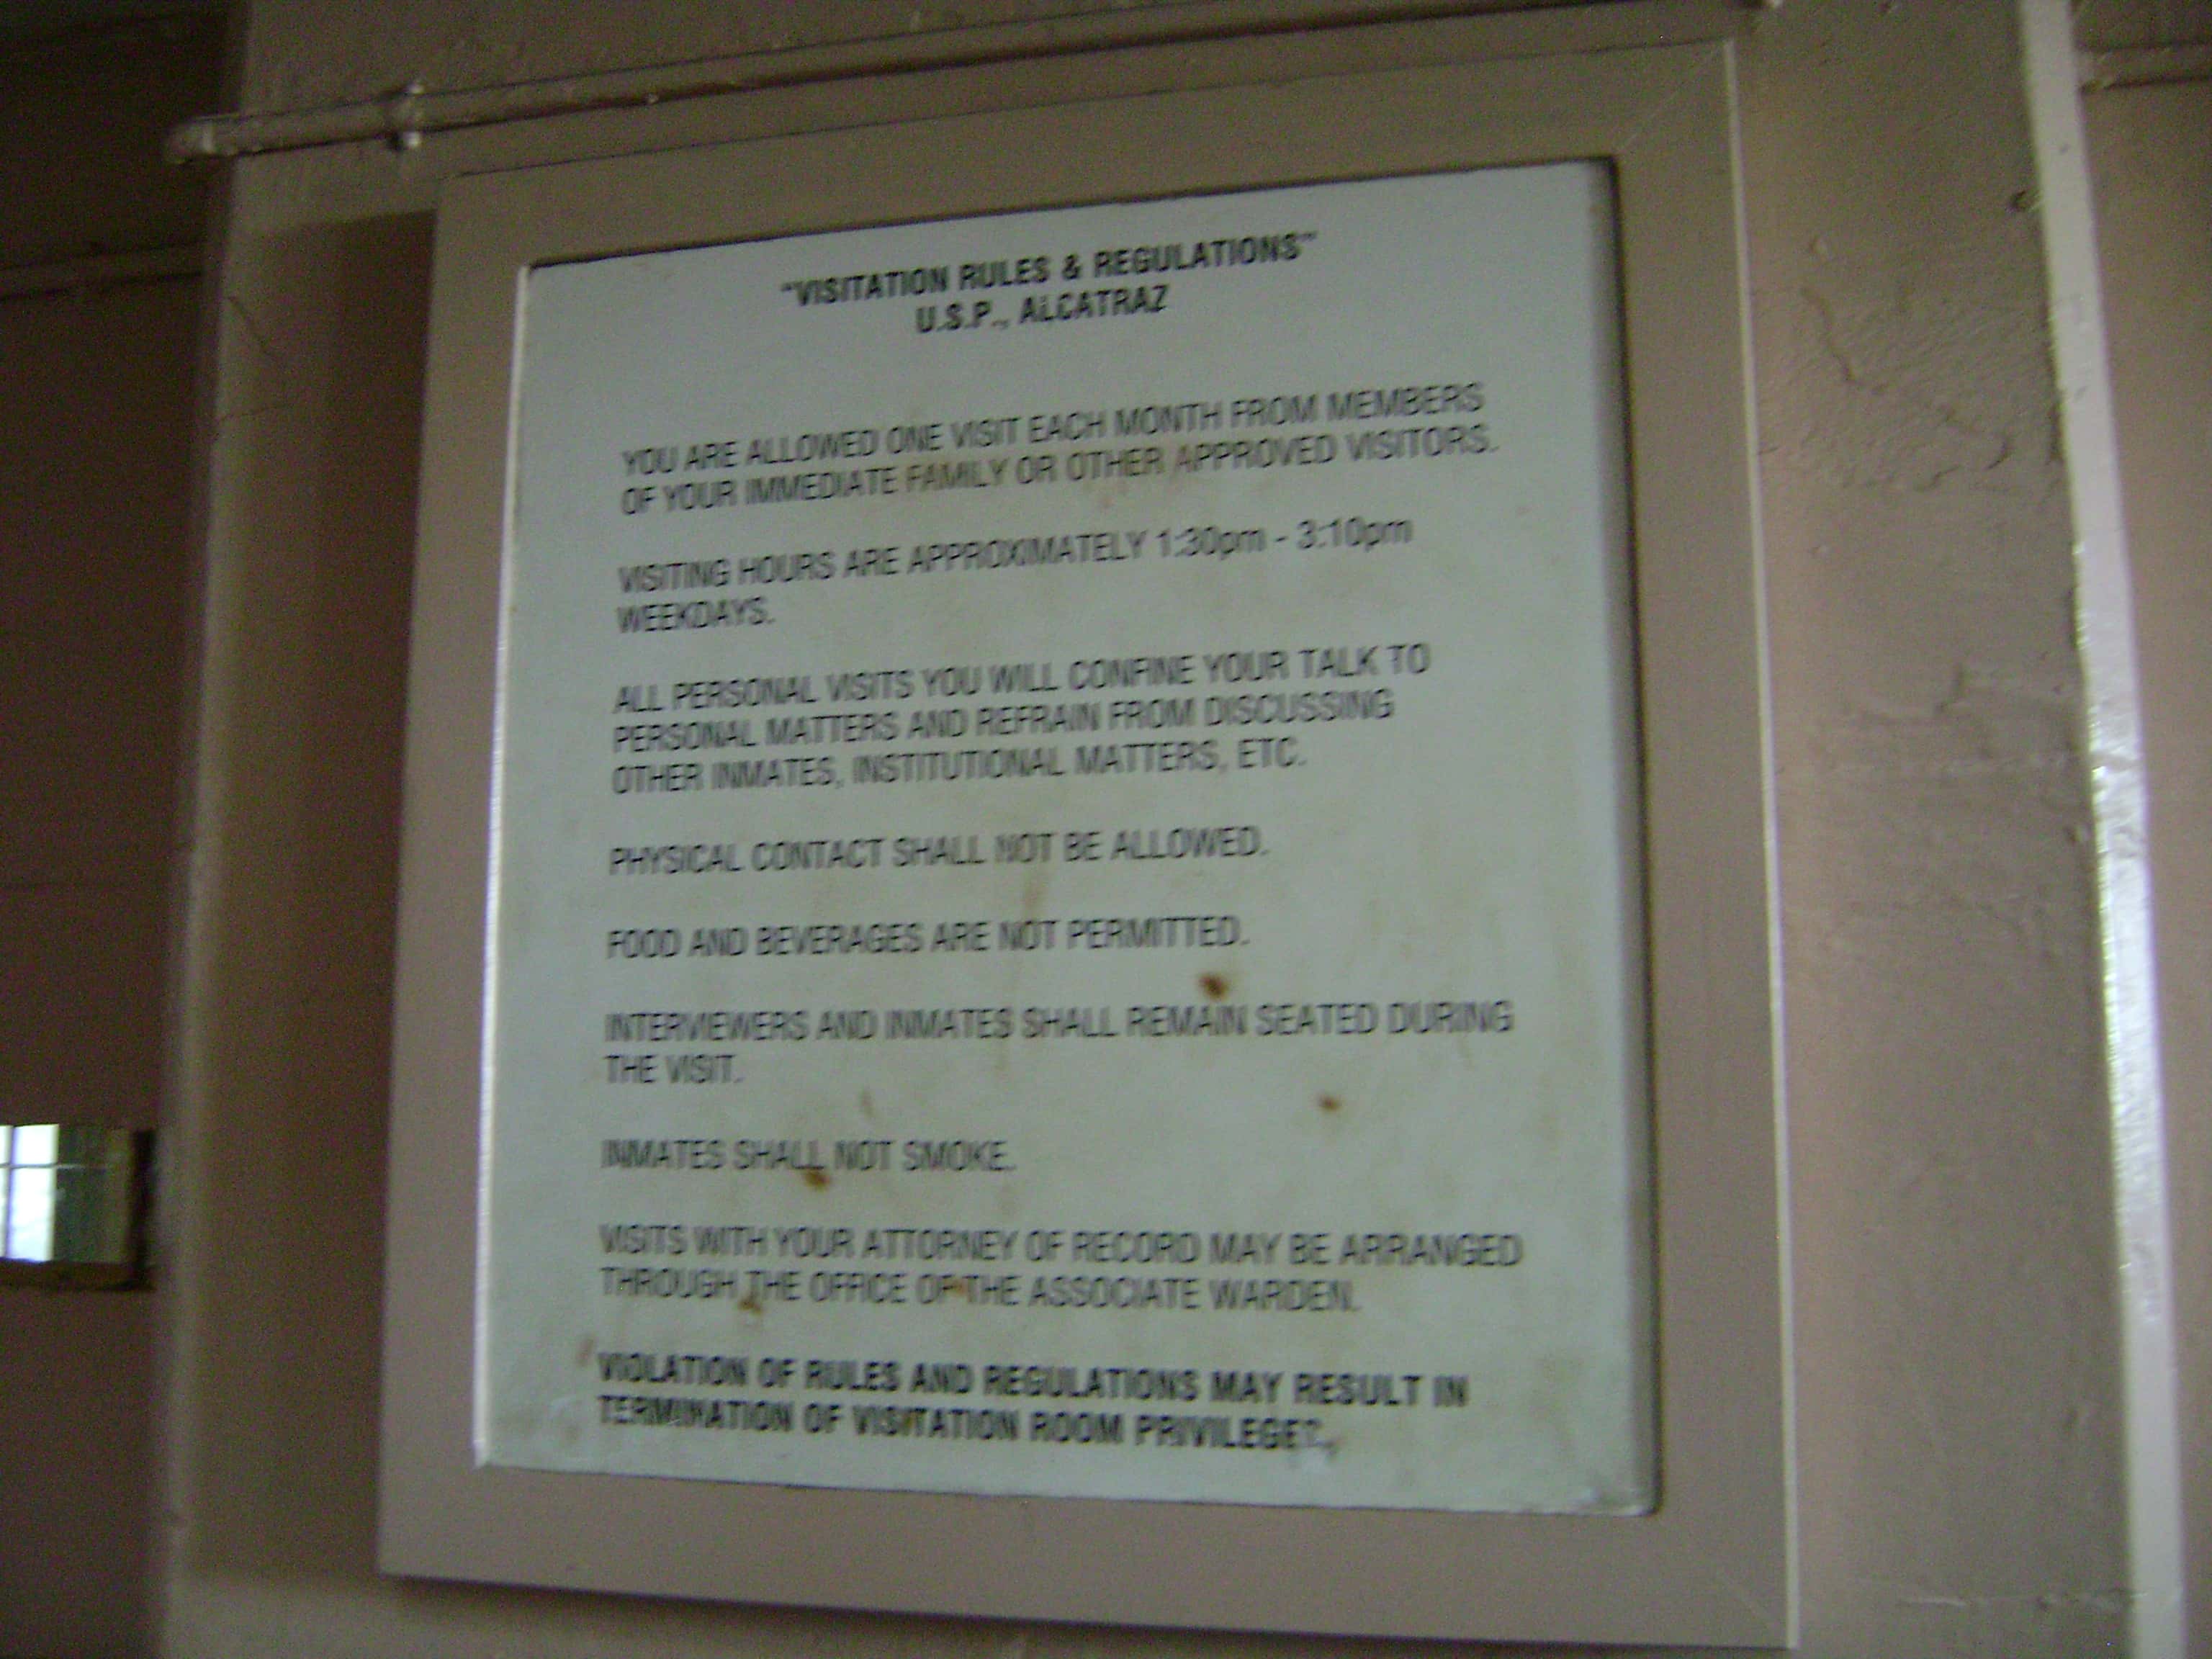 "VISITATION RULES & REGULATIONS"
U.S.P., ALCATRAZ
YOU ARE ALLOWED ONE VISIT EACH MONTH FROM MEMBERS
OF YOUR IMMEDIATE FAMILY OR OTHER APPROVED VISITORS.
VISITING HOURS ARE APPROXIMATELY 1:30pm - 3:10pm
WEEKDAYS.
ALL PERSONAL VISITS YOU WILL CONFINE YOUR TALK TO
PERSONAL MATTERS AND REFRAIN FROM DISCUSSING
OTHER INMATES, INSTITUTIONAL MATTERS, ETC.
PHYSICAL CONTACT SHALL NOT BE ALLOWED.
FOOD AND BEVERAGES ARE NOT PERMITTED.
INTERVIEWERS AND INMATES SHALL REMAIN SEATED DURING
THE VISIT.
INMATES SHALL NOT SMOKE.
VISITS WITH YOUR ATTORNEY OF RECORD MAY BE ARRANGED
THROUGH THE OFFICE OF THE ASSOCIATE WARDEN.
VIOLATION OF RULES AND REGULATIONS MAY RESULT IN
TERMINATION OF VISITATION ROOM PRIVILEGES.